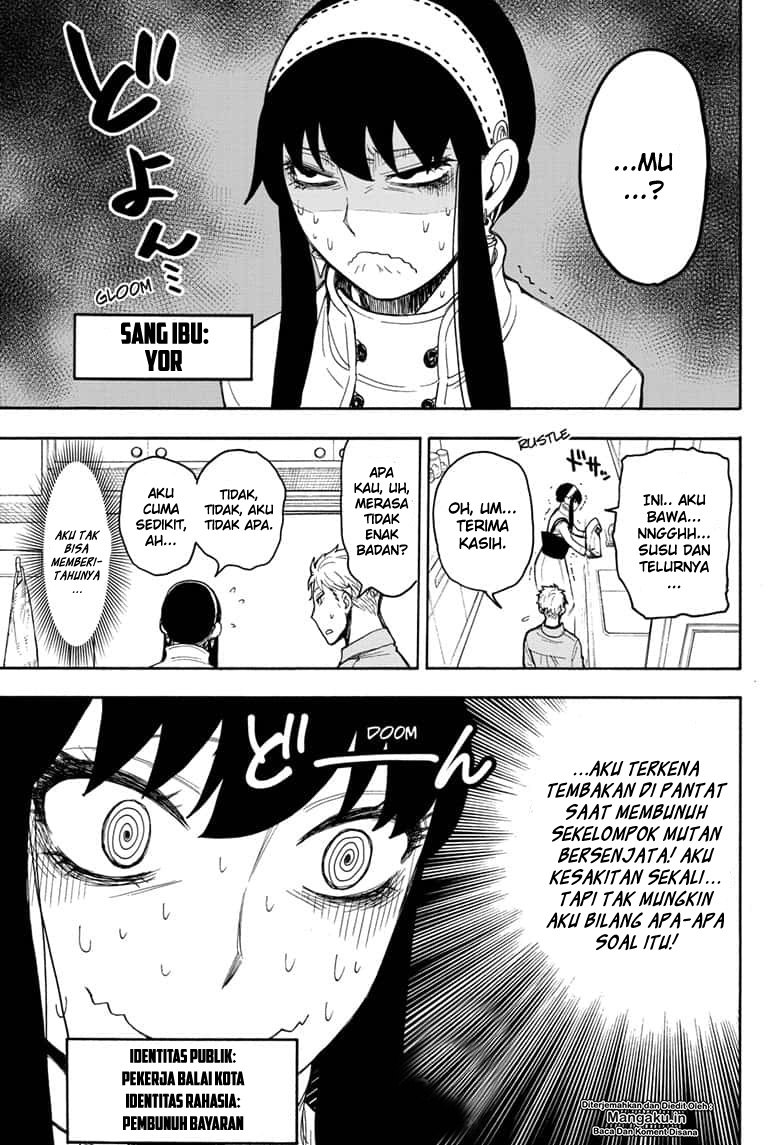 ...MU
...?
どよん...
GLOOM
SANG IBU:
YOR
RUSTLE
ドサッ
INI.. AKU
BAWA...
NNGGHH...
SUSU DAN
TELURNYA
...
OH, UM...
TERIMA
KASIH.
APA
KAU, UH,
MERASA
TIDAK
ENAK
BADAN?
TIDAK,
TIDAK, AKU
TIDAK APA.
AKU
CUMA
SEDIKIT,
AH...
AKU TAK
BISA
MEMBERI-
TAHUNYA
...
どーん
DOOM
...AKU TERKENA
TEMBAKAN DI PANTAT
SAAT MEMBUNUH
SEKELOMPOK MUTAN
BERSENJATA! AKU
KESAKITAN SEKALI...
TAPI TAK MUNGKIN
AKU BILANG APA-APA
SOAL ITU!
IDENTITAS PUBLIK:
PEKERJA BALAI KOTA
IDENTITAS RAHASIA:
PEMBUNUH BAYARAN
Diterjemahkan dan Diedit Oleh :
Mangaku.in
Baca Dan Koment Disana